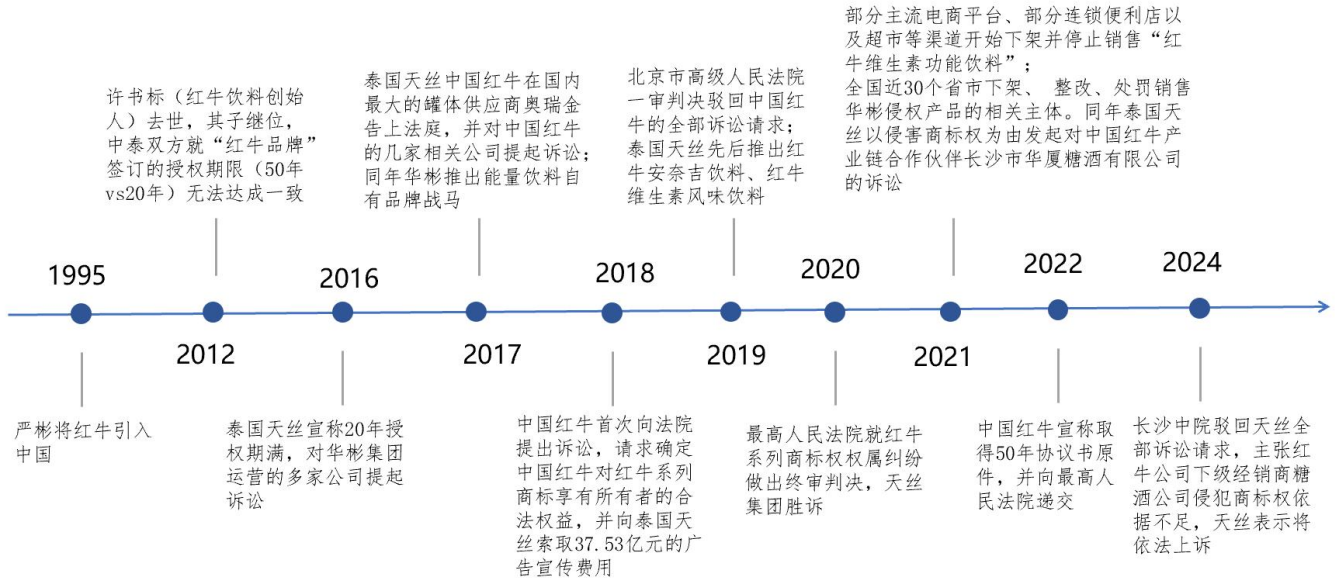 部分主流电商平台、部分连锁便利店以
及超市等渠道开始下架并停止销售“红
牛维生素功能饮料”；
全国近30个省市下架、 整改、处罚销售
华彬侵权产品的相关主体。同年泰国天
丝以侵害商标权为由发起对中国红牛产
业链合作伙伴长沙市华厦糖酒有限公司
的诉讼
泰国天丝中国红牛在国内
最大的罐体供应商奥瑞金
告上法庭，并对中国红牛
的几家相关公司提起诉讼；
同年华彬推出能量饮料自
有品牌战马
北京市高级人民法院
一审判决驳回中国红
牛的全部诉讼请求；
泰国天丝先后推出红
牛安奈吉饮料、红牛
维生素风味饮料
许书标（红牛饮料创始
人）去世，其子继位，
中泰双方就“红牛品牌”
签订的授权期限（50年
vs20年）无法达成一致
1995
2016
2018
2020
2022
2024
2012
2017
2019
2021
严彬将红牛引入
中国
泰国天丝宣称20年授
权期满，对华彬集团
运营的多家公司提起
诉讼
中国红牛首次向法院
提出诉讼，请求确定
中国红牛对红牛系列
商标享有所有者的合
法权益，并向泰国天
丝索取37.53亿元的广
告宣传费用
最高人民法院就红牛
系列商标权权属纠纷
做出终审判决，天丝
集团胜诉
中国红牛宣称取
得50年协议书原
件，并向最高人
民法院递交
长沙中院驳回天丝全
部诉讼请求，主张红
牛公司下级经销商糖
酒公司侵犯商标权依
据不足，天丝表示将
依法上诉